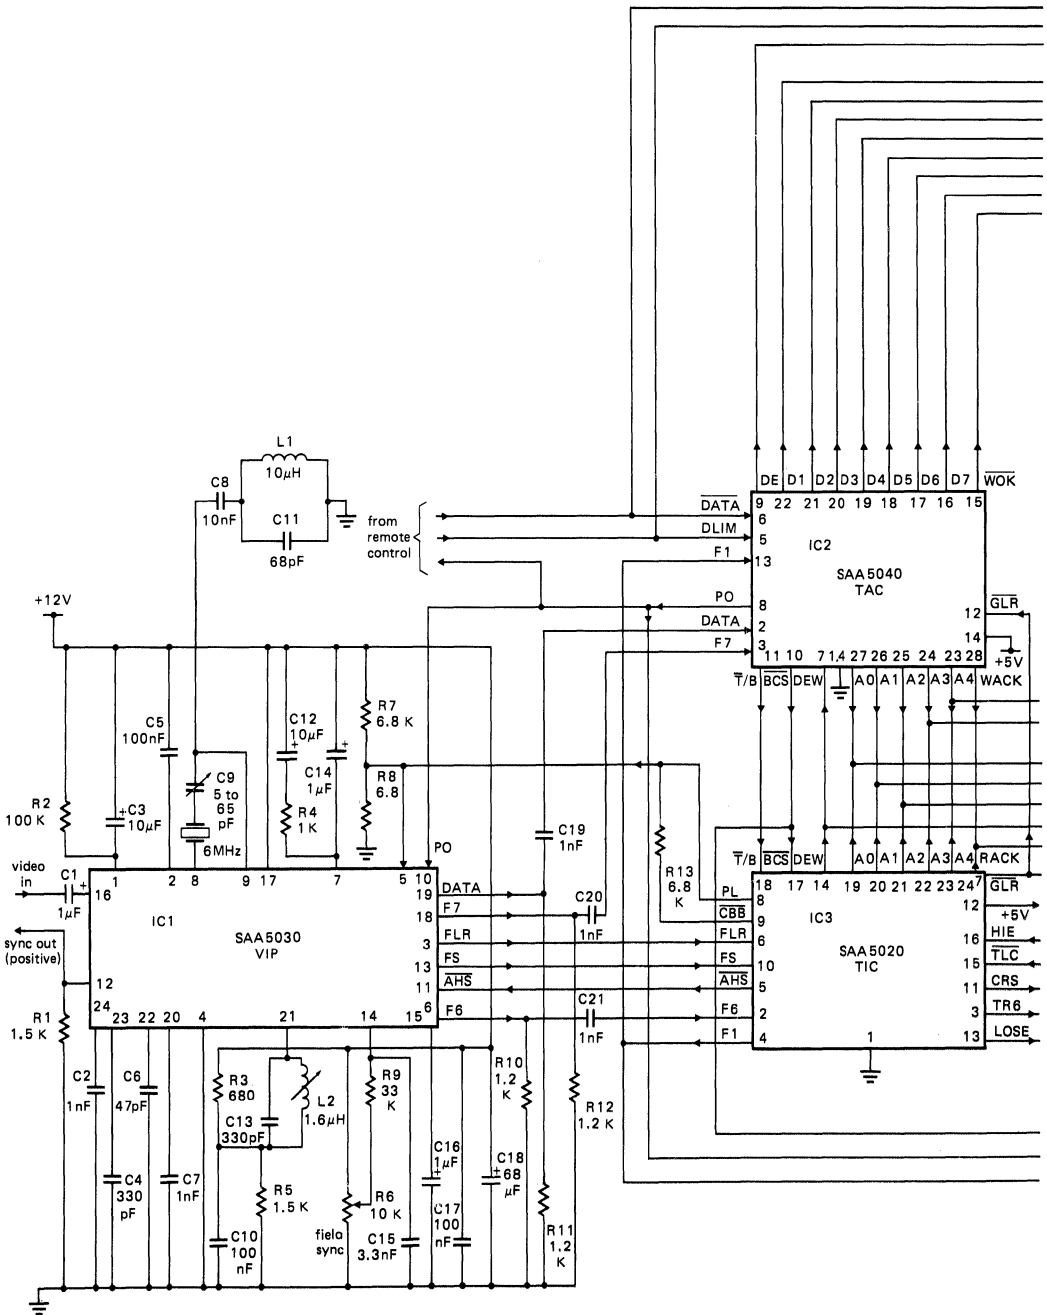 L1
10μH
C8
10nF
C11
68pF
from
remote
control
DATA
DLIM
F1
PO
DATA
F7
DE D1 D2 D3 D4 D5 D6 D7 WOK
9 22 21 20 19 18 17 16 15
6
5
13
8
2
3
IC2
SAA5040
TAC
12
14
GLR
+5V
11 10 7 1,4 27 26 25 24 23 28
T/B BCS DEW A0 A1 A2 A3 A4 WACK
+12V
C5
100nF
C12
10μF
+
+
C14
1μF
R7
6.8 K
R8
6.8
R2
100 K
+
C3
10μF
C9
5 to
65
pF
6MHz
R4
1K
C19
1nF
R13
6.8
K
PO
video
in
C1
+
1μF
sync out
(positive)
16
1 2 8 9 17 7 5 10
IC1
SAA5030
VIP
12
24
23 22 20 4 21 14 15
19
18
3
13
11
6
DATA
F7
FLR
FS
AHS
F6
C20
1nF
C21
1nF
T/B BCS DEW A0 A1 A2 A3 A4 RACK
18 17 14 19 20 21 22 23 24 7
PL
CBB
FLR
FS
AHS
F6
F1
8
9
6
10
5
2
4
IC3
SAA5020
TIC
1
12
16
15
11
3
13
GLR
+5V
HIE
TLC
CRS
TR6
LOSE
R1
1.5 K
C2
1nF
C6
47pF
C4
330
pF
C7
1nF
R3
680
C13
330pF
L2
1.6μH
R9
33
K
R5
1.5 K
C10
100
nF
field
sync
R6
10 K
C15
3.3nF
C16
1μF
+
C17
100
nF
C18
±
68
μF
R10
1.2
K
R12
1.2 K
R11
1.2
K